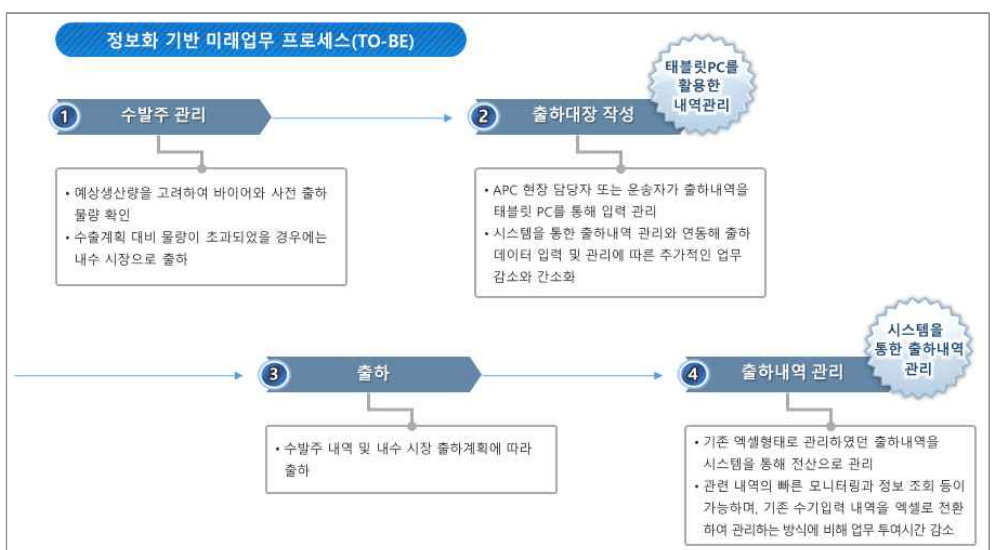 정보화 기반 미래업무 프로세스(TO-BE)
태블릿PC를
활용한
내역관리
1 수발주 관리
2 출하대장 작성
• 예상생산량을 고려하여 바이어와 사전 출하
물량 확인
• 수출계획 대비 물량이 초과되었을 경우에는
내수 시장으로 출하
• APC 현장 담당자 또는 운송자가 출하내역을
태블릿 PC를 통해 입력 관리
• 시스템을 통한 출하내역 관리와 연동해 출하
데이터 입력 및 관리에 따른 추가적인 업무
감소와 간소화
시스템을
통한 출하내역
관리
3 출하
4 출하내역 관리
• 수발주 내역 및 내수 시장 출하계획에 따라
출하
• 기존 엑셀형태로 관리하였던 출하내역을
시스템을 통해 전산으로 관리
• 관련 내역의 빠른 모니터링과 정보 조회 등이
가능하며, 기존 수기입력 내역을 엑셀로 전환
하여 관리하는 방식에 비해 업무 투여시간 감소